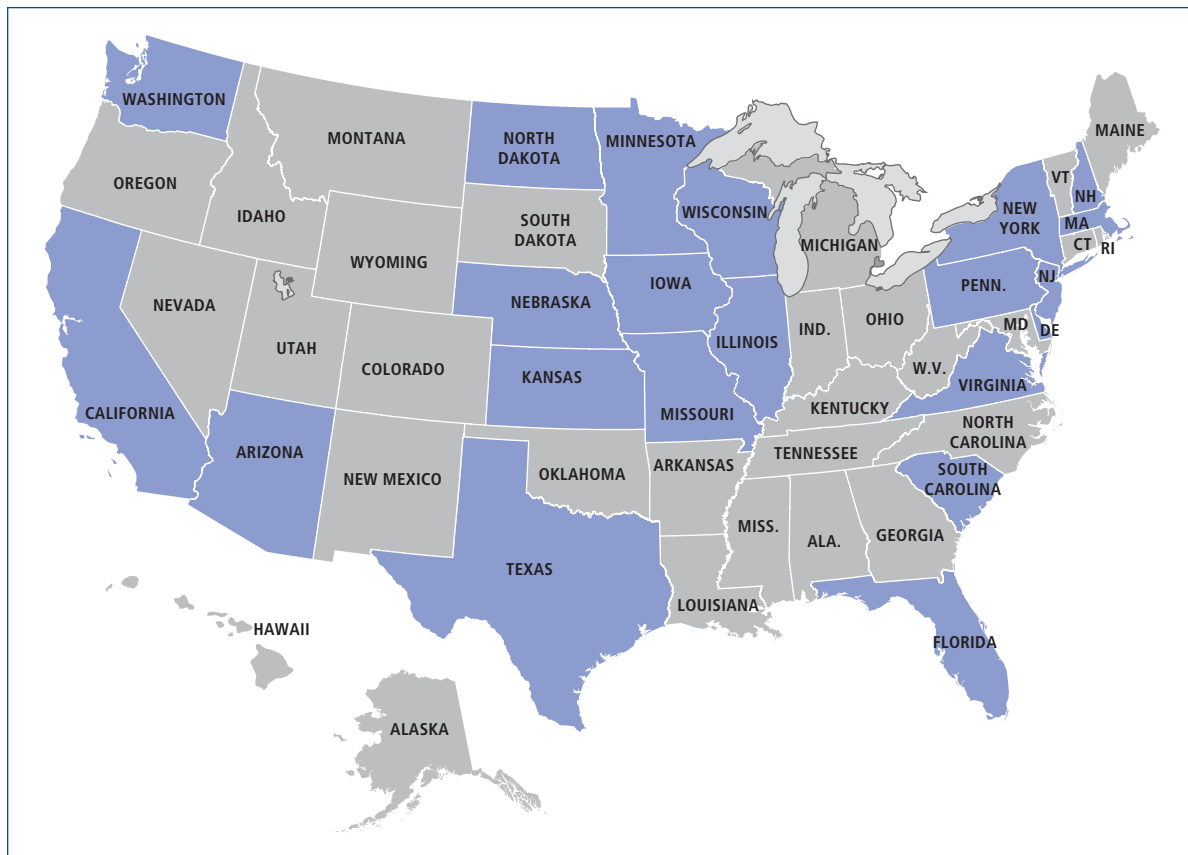 WASHINGTON
MONTANA
NORTH
DAKOTA
MINNESOTA
MAINE
OREGON
IDAHO
SOUTH
DAKOTA
WISCONSIN
MICHIGAN
VT
NH
NEW
YORK
MA
CT
RI
WYOMING
NEVADA
UTAH
COLORADO
NEBRASKA
IOWA
ILLINOIS
IND.
OHIO
PENN.
NJ
MD
DE
W.V.
VIRGINIA
CALIFORNIA
KANSAS
MISSOURI
KENTUCKY
NORTH
CAROLINA
ARIZONA
NEW MEXICO
OKLAHOMA
ARKANSAS
TENNESSEE
SOUTH
CAROLINA
TEXAS
LOUISIANA
MISS.
ALA.
GEORGIA
FLORIDA
HAWAII
ALASKA